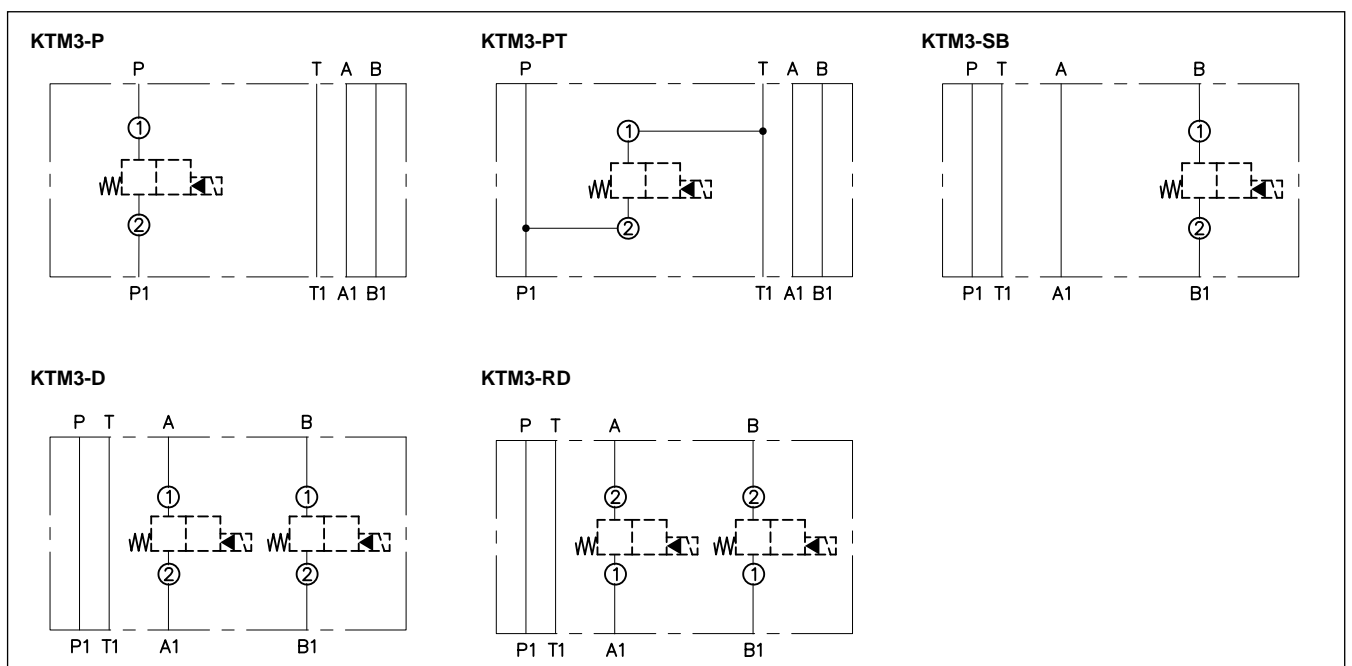 KTM3-P
P T A B
1
2
P1 T1 A1 B1
KTM3-PT
P T A B
1
2
P1 T1 A1 B1
KTM3-SB
P T A B
1
2
P1 T1 A1 B1
KTM3-D
P T A B
1 1
2 2
P1 T1 A1 B1
KTM3-RD
P T A B
2 2
1 1
P1 T1 A1 B1